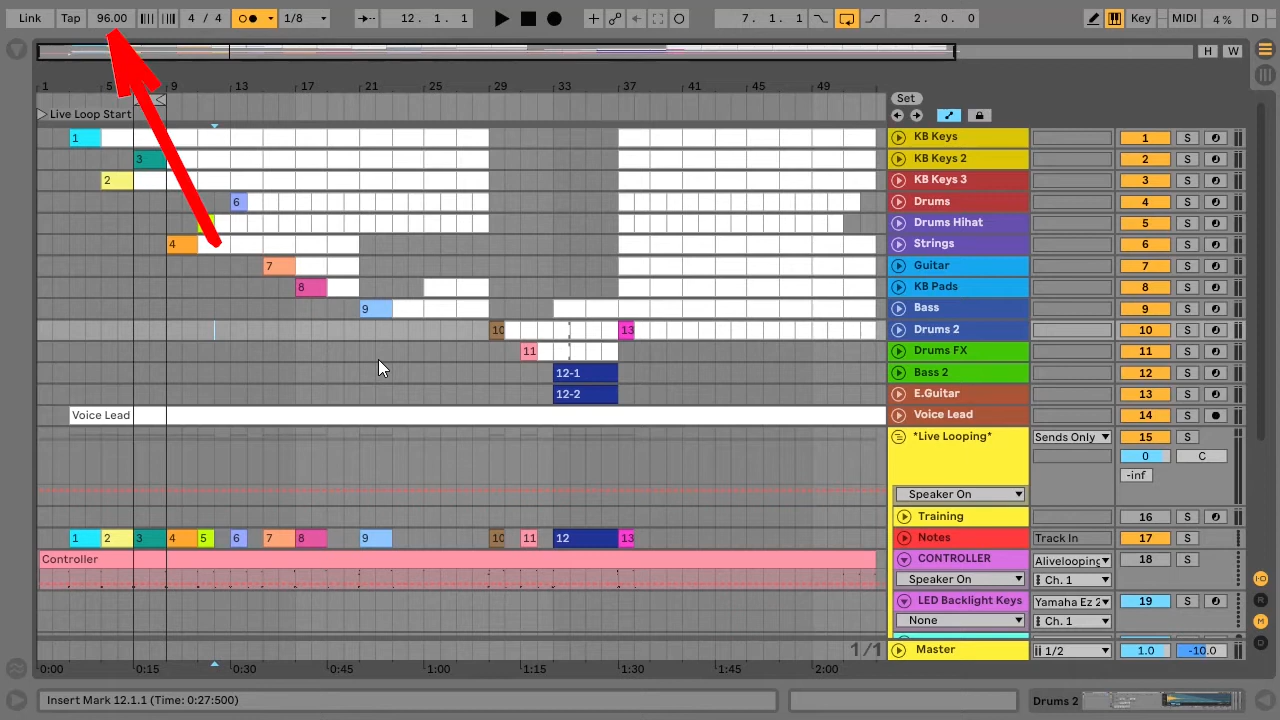 Link Tap 96.00 4 / 4 1/8 12. 1. 1 7. 1. 1 2. 0. 0 Key MIDI 4 % D
H W
1 5 9 13 17 21 25 29 33 37 41 45 49 Set
Live Loop Start
1 KB Keys 1 S
3 KB Keys 2 2 S
2 KB Keys 3 3 S
6 Drums 4 S
Drums Hihat 5 S
4 Strings 6 S
7 Guitar 7 S
8 KB Pads 8 S
9 Bass 9 S
10 13 Drums 2 10 S
11 Drums FX 11 S
12-1 Bass 2 12 S
12-2 E.Guitar 13 S
Voice Lead Voice Lead 14 S
*Live Looping* Sends Only 15 S
0 C
-inf
Speaker On
Training 16 S
1 2 3 4 5 6 7 8 9 10 11 12 13 Notes Track In 17 S
Controller CONTROLLER Alivelooping 18 S
Speaker On Ch. 1
LED Backlight Keys Yamaha Ez 2 19 S
None Ch. 1
1/1 Master 1/2 1.0 -10.0
0:00 0:15 0:30 0:45 1:00 1:15 1:30 1:45 2:00
I·O
R
M
D
Insert Mark 12.1.1 (Time: 0:27:500) Drums 2